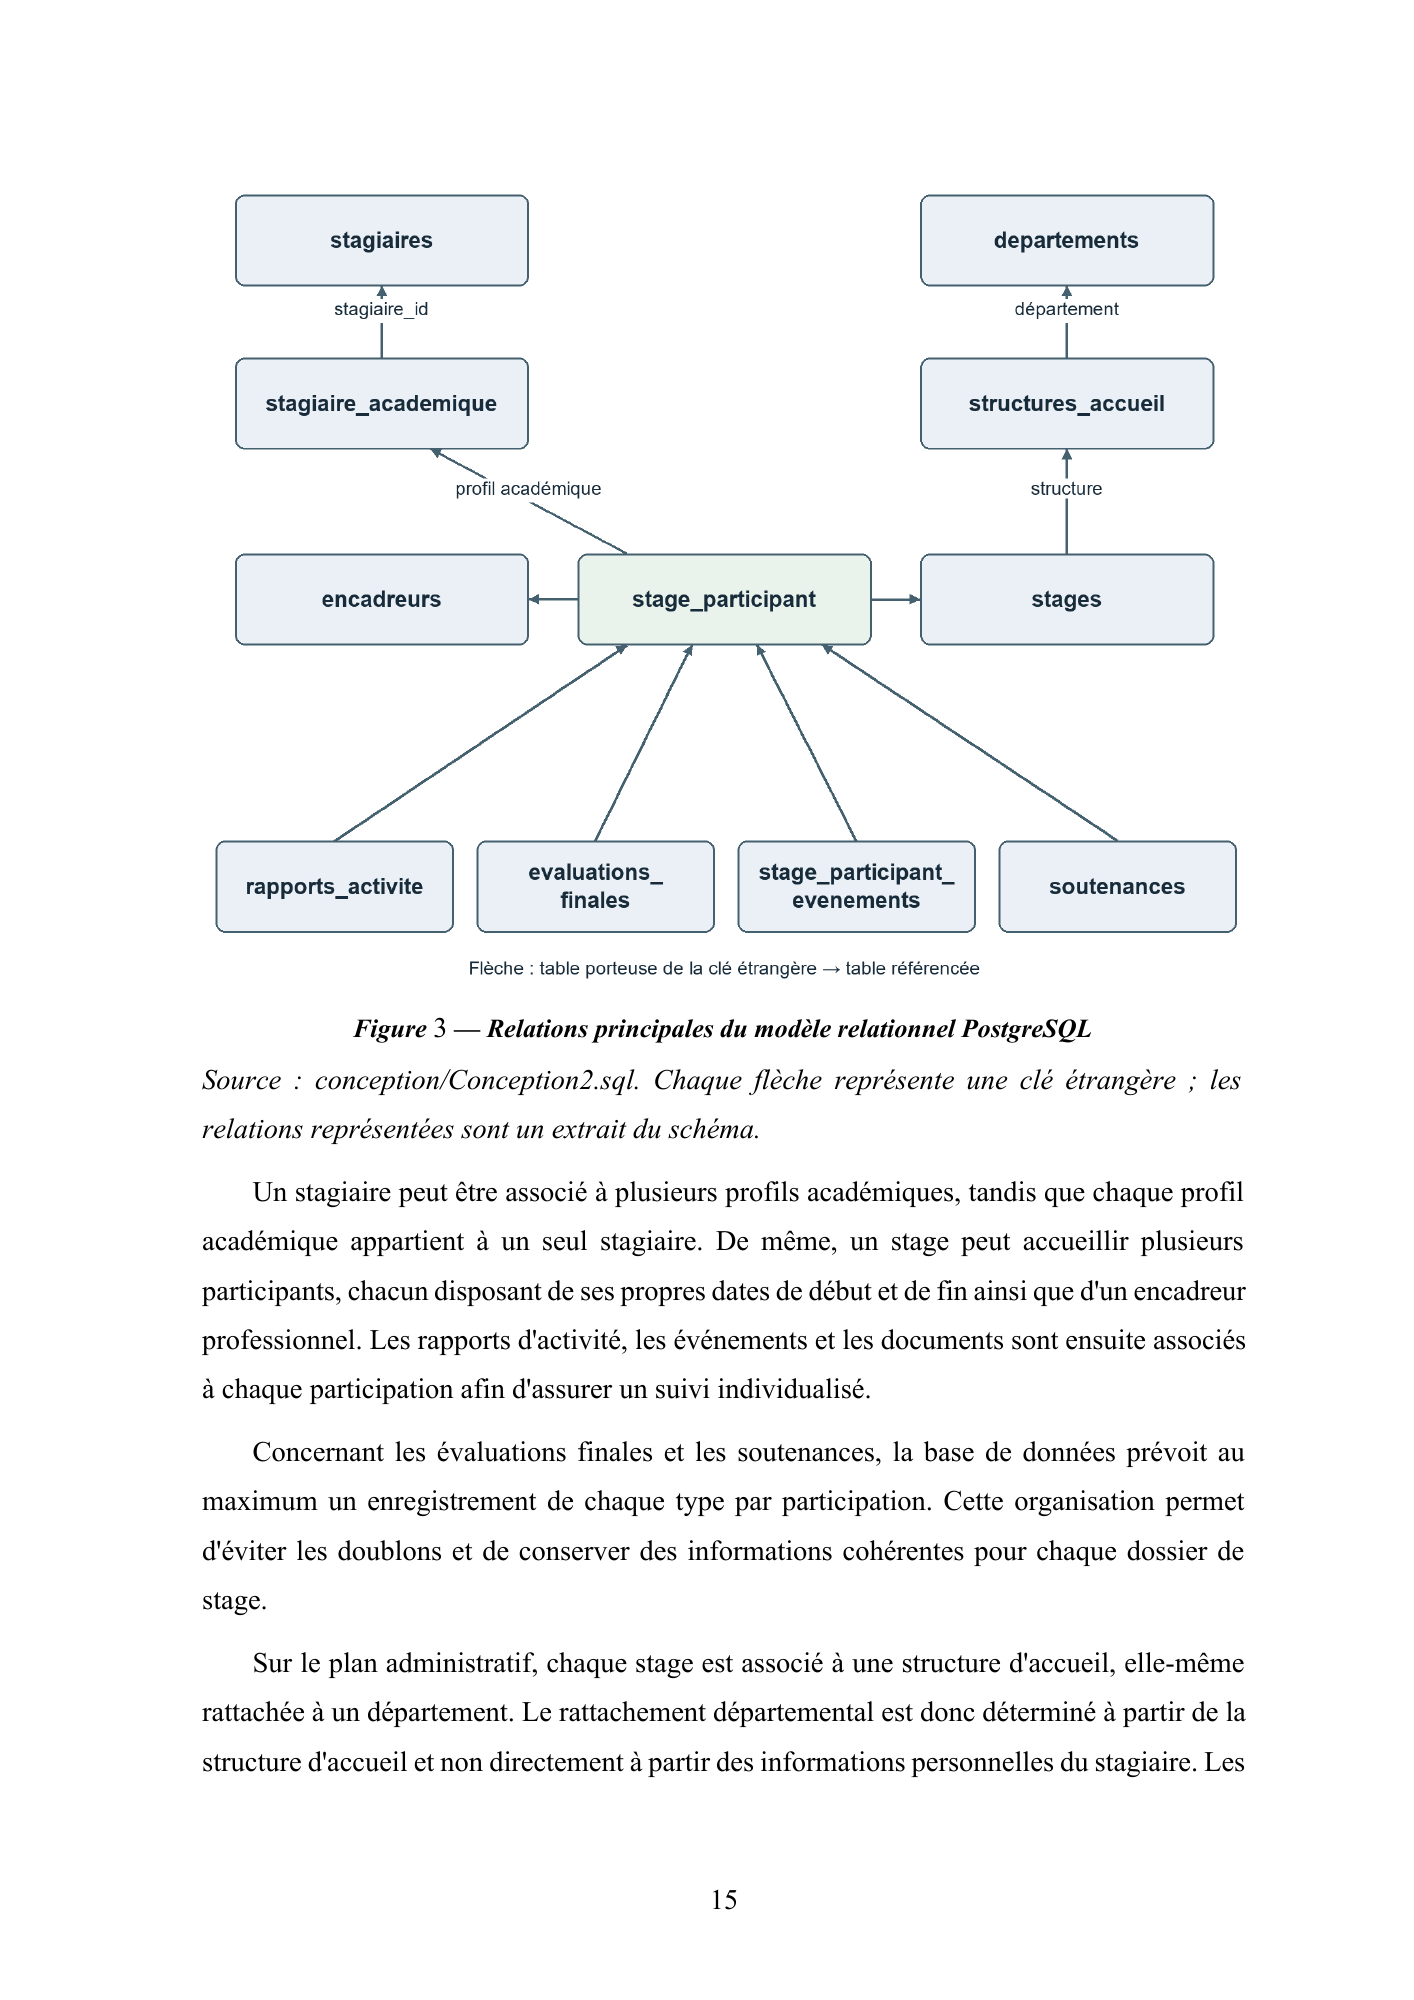 stagiaires
departements
stagiaire_id
département
stagiaire_academique
structures_accueil
profil académique
structure
encadreurs
stage_participant
stages
rapports_activite
evaluations_
finales
stage_participant_
evenements
soutenances
Flèche : table porteuse de la clé étrangère → table référencée
Figure 3 — Relations principales du modèle relationnel PostgreSQL
Source : conception/Conception2.sql. Chaque flèche représente une clé étrangère ; les
relations représentées sont un extrait du schéma.
Un stagiaire peut être associé à plusieurs profils académiques, tandis que chaque profil
académique appartient à un seul stagiaire. De même, un stage peut accueillir plusieurs
participants, chacun disposant de ses propres dates de début et de fin ainsi que d'un encadreur
professionnel. Les rapports d'activité, les événements et les documents sont ensuite associés
à chaque participation afin d'assurer un suivi individualisé.
Concernant les évaluations finales et les soutenances, la base de données prévoit au
maximum un enregistrement de chaque type par participation. Cette organisation permet
d'éviter les doublons et de conserver des informations cohérentes pour chaque dossier de
stage.
Sur le plan administratif, chaque stage est associé à une structure d'accueil, elle-même
rattachée à un département. Le rattachement départemental est donc déterminé à partir de la
structure d'accueil et non directement à partir des informations personnelles du stagiaire. Les
15